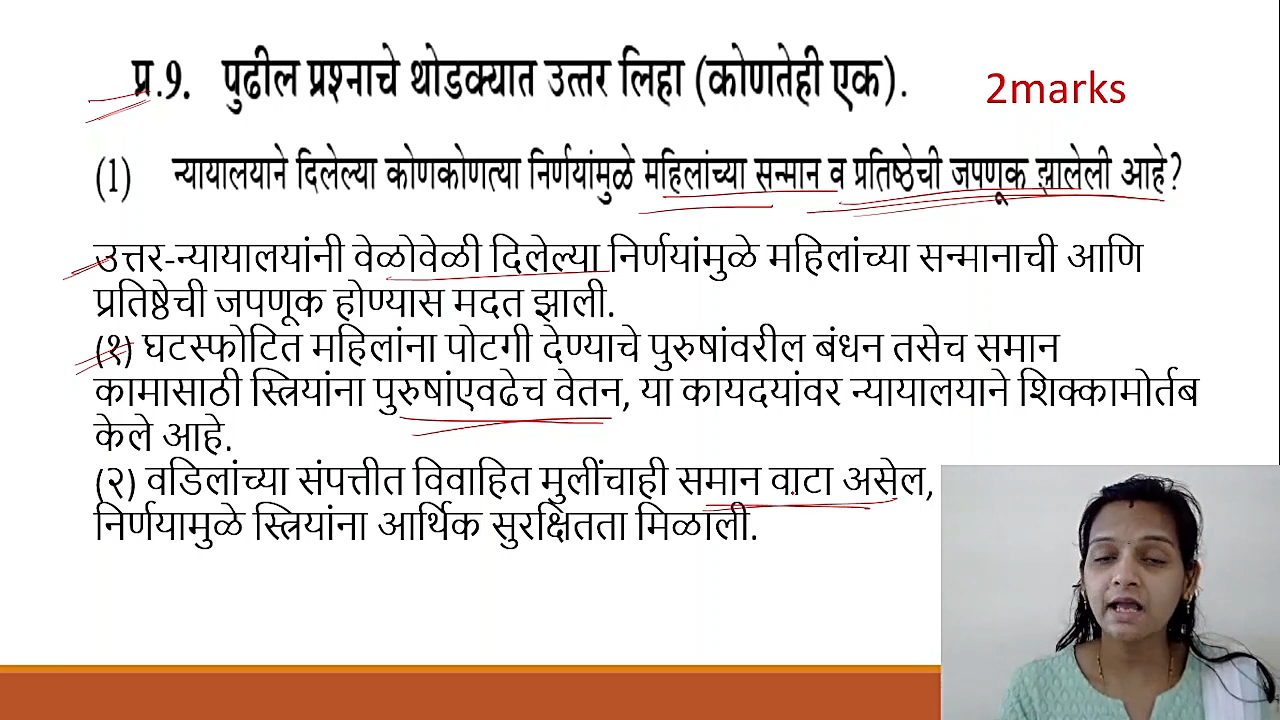 प्र.9. पुढील प्रश्नाचे थोडक्यात उत्तर लिहा (कोणतेही एक).
2marks
(1) न्यायालयाने दिलेल्या कोणकोणत्या निर्णयांमुळे महिलांच्या सन्मान व प्रतिष्ठेची जपणूक झालेली आहे?
उत्तर-न्यायालयांनी वेळोवेळी दिलेल्या निर्णयांमुळे महिलांच्या सन्मानाची आणि
प्रतिष्ठेची जपणूक होण्यास मदत झाली.
(१) घटस्फोटित महिलांना पोटगी देण्याचे पुरुषांवरील बंधन तसेच समान
कामासाठी स्त्रियांना पुरुषांएवढेच वेतन, या कायदयांवर न्यायालयाने शिक्कामोर्तब
केले आहे.
(२) वडिलांच्या संपत्तीत विवाहित मुलींचाही समान वाटा असेल,
निर्णयामुळे स्त्रियांना आर्थिक सुरक्षितता मिळाली.